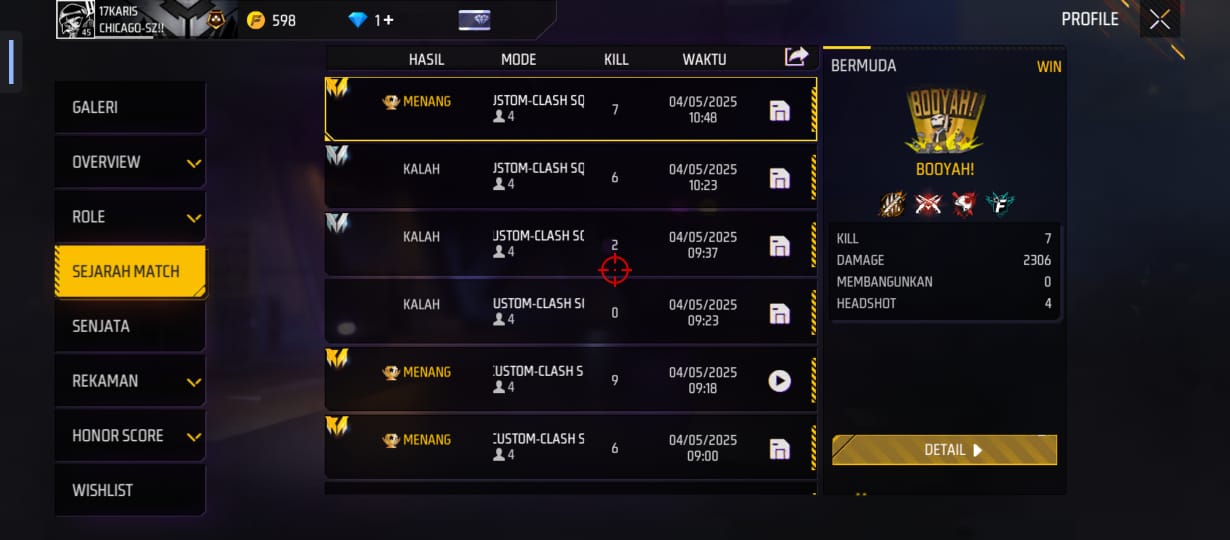 17KARIS
CHICAGO-SZ!!
45
598
1+
PROFILE
GALERI
OVERVIEW
ROLE
SEJARAH MATCH
SENJATA
REKAMAN
HONOR SCORE
WISHLIST
HASIL MODE KILL WAKTU
MENANG JSTOM-CLASH SQ 4 7 04/05/2025 10:48
KALAH JSTOM-CLASH SQ 4 6 04/05/2025 10:23
KALAH USTOM-CLASH S 4 2 04/05/2025 09:37
KALAH USTOM-CLASH S 4 0 04/05/2025 09:23
MENANG CUSTOM-CLASH S 4 9 04/05/2025 09:18
MENANG CUSTOM-CLASH S 4 6 04/05/2025 09:00
BERMUDA WIN
BOOYAH!
BOOYAH!
KILL 7
DAMAGE 2306
MEMBANGUNKAN 0
HEADSHOT 4
DETAIL